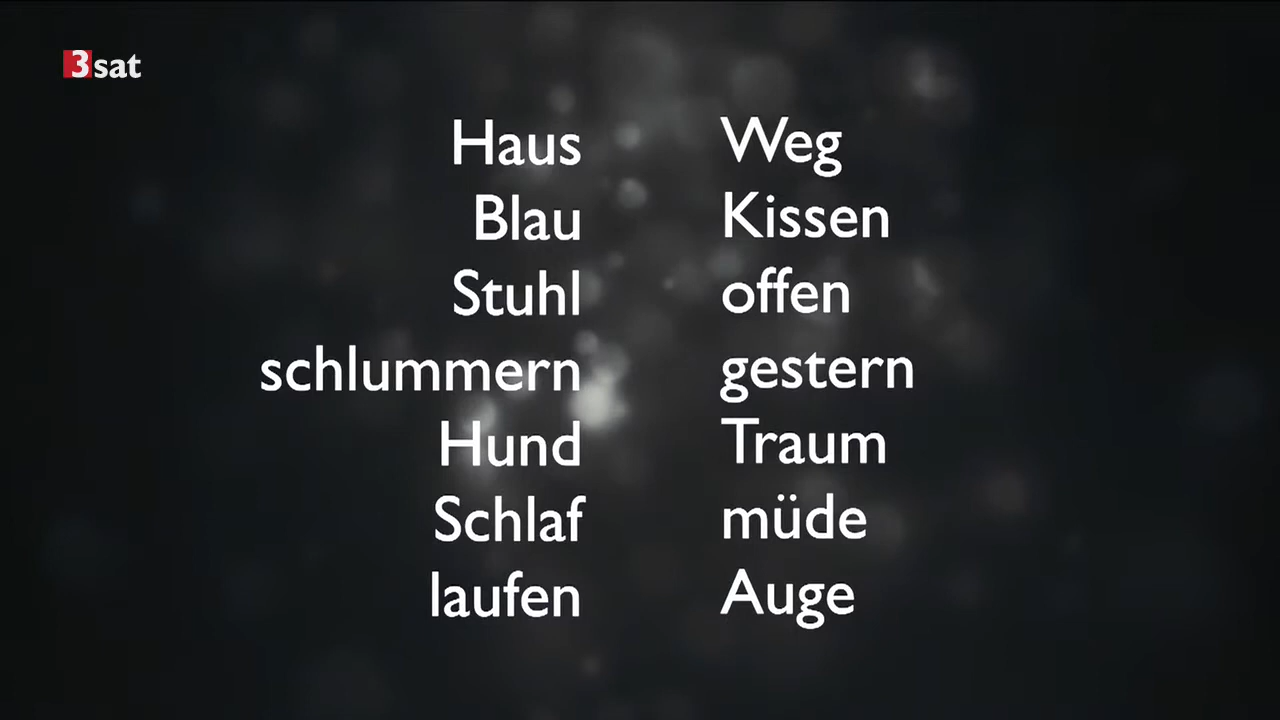 3sat
Haus
Blau
Stuhl
schlummern
Hund
Schlaf
laufen
Weg
Kissen
offen
gestern
Traum
müde
Auge